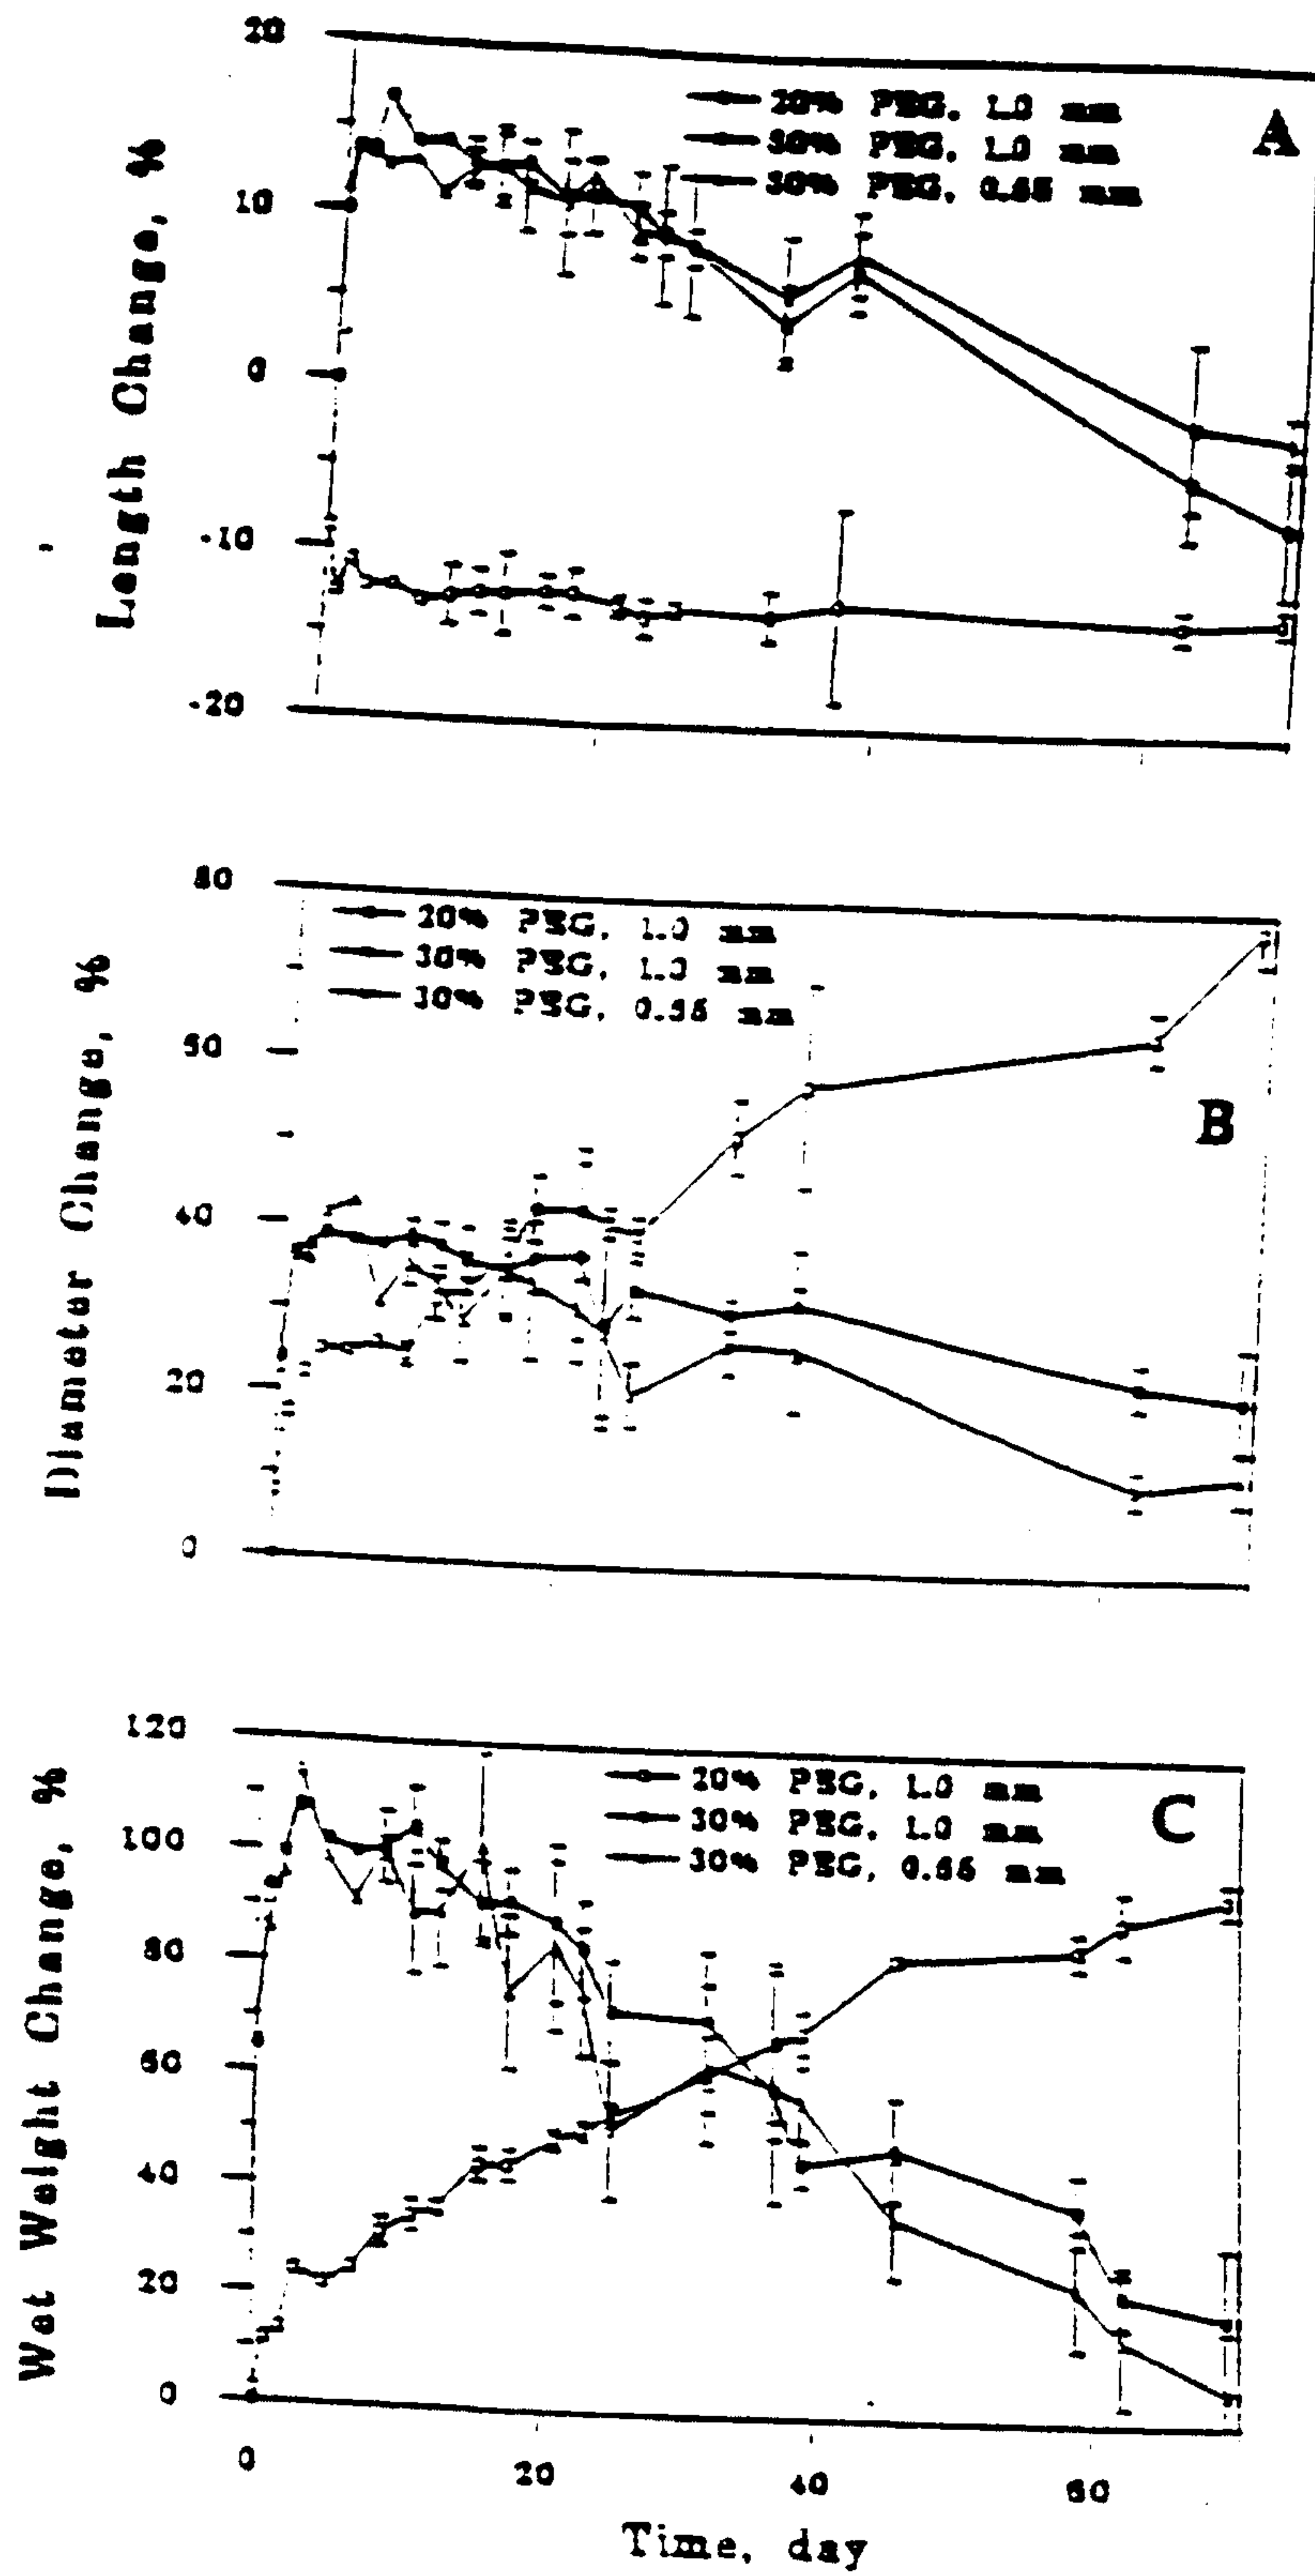 20
10
0
-10
-20
Length Change, %
20% PEG, 1.0 mm
30% PEG, 1.0 mm
30% PEG, 0.66 mm
A
80
60
40
20
0
Diameter Change, %
20% PEG, 1.0 mm
30% PEG, 1.0 mm
30% PEG, 0.66 mm
B
120
100
80
60
40
20
0
Wet Weight Change, %
20% PEG, 1.0 mm
30% PEG, 1.0 mm
30% PEG, 0.66 mm
C
0 20 40 60
Time, day